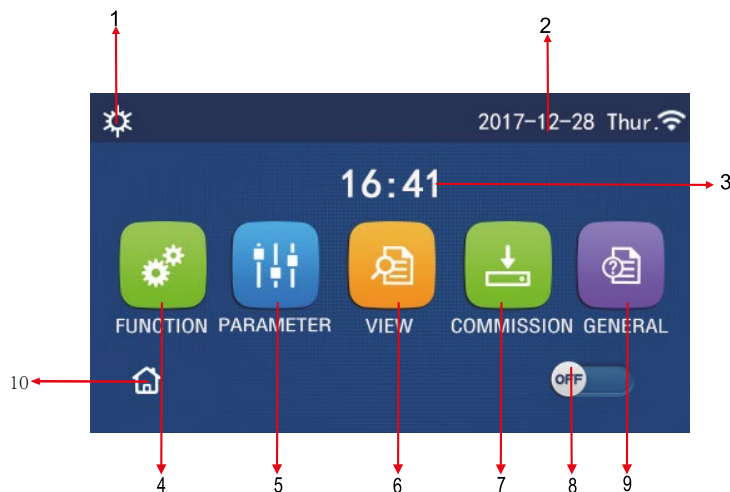 1
2
2017-12-28 Thur.
16:41
3
FUNCTION PARAMETER VIEW COMMISSION GENERAL
10
OFF
4 5 6 7 8 9